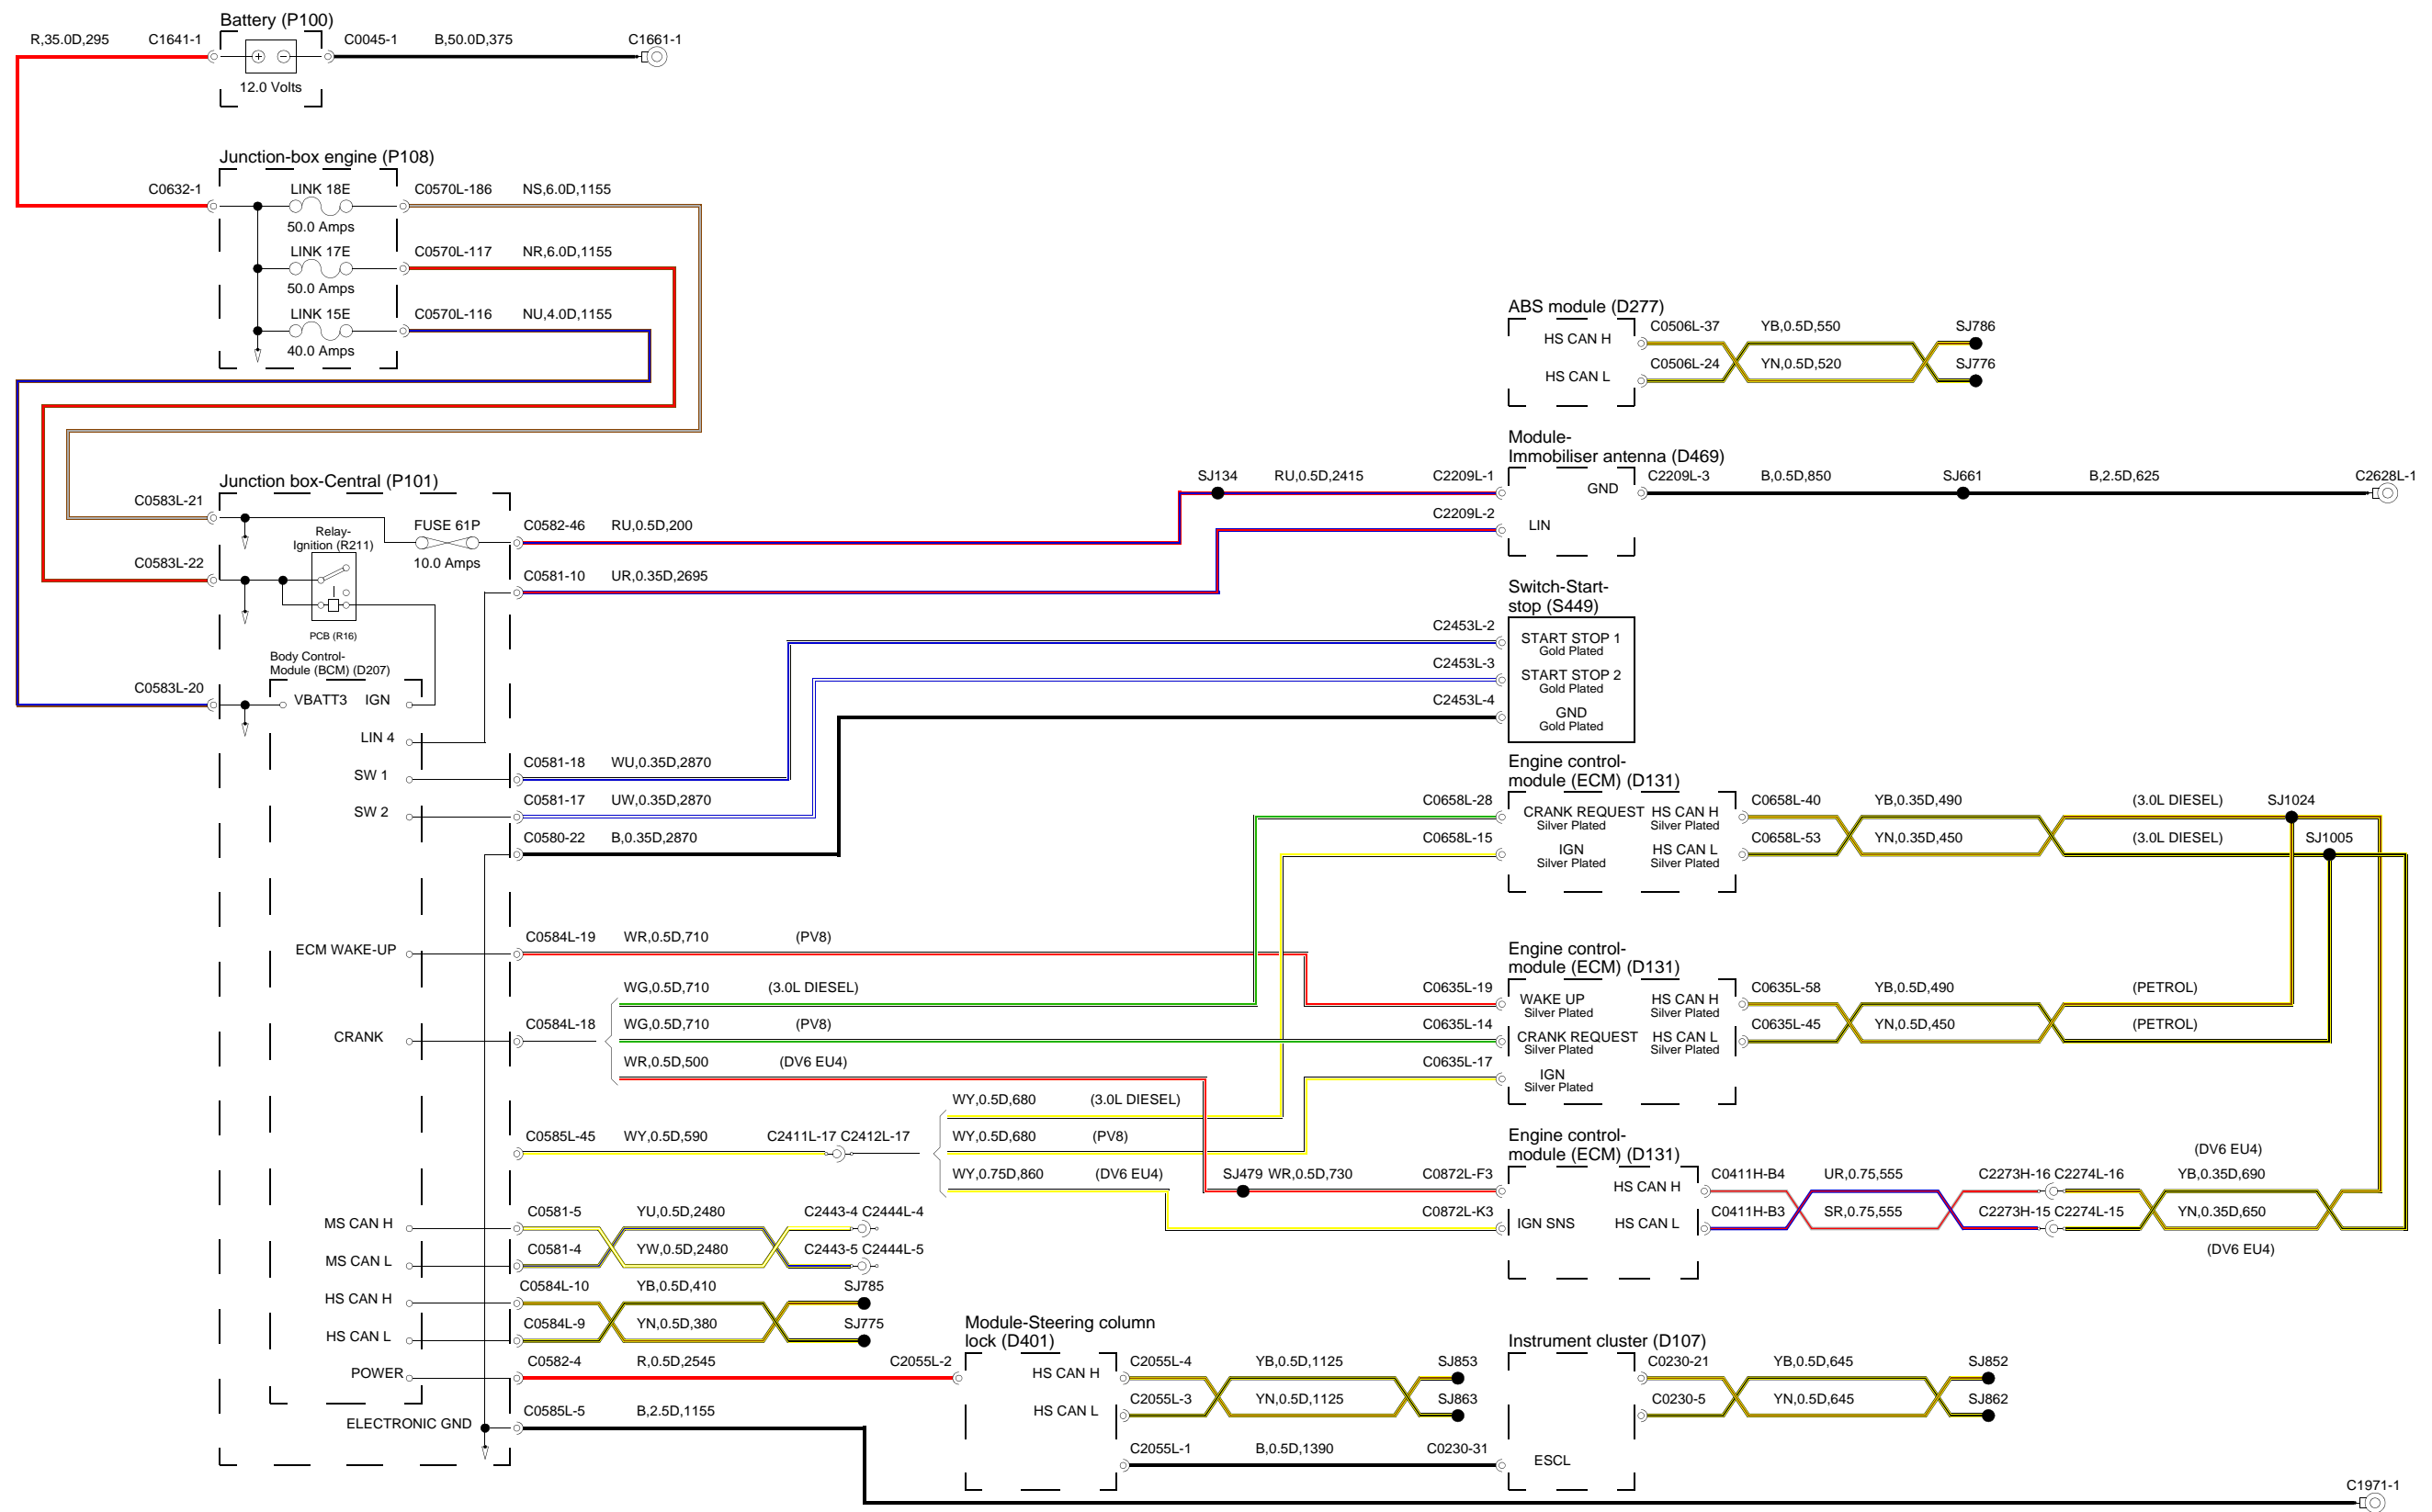 Battery (P100)
R,35.0D,295 C1641-1 C0045-1 B,50.0D,375 C1661-1
12.0 Volts
Junction-box engine (P108)
C0632-1 LINK 18E C0570L-186 NS,6.0D,1155
50.0 Amps
LINK 17E C0570L-117 NR,6.0D,1155
50.0 Amps
LINK 15E C0570L-116 NU,4.0D,1155
40.0 Amps
ABS module (D277)
HS CAN H C0506L-37 YB,0.5D,550 SJ786
HS CAN L C0506L-24 YN,0.5D,520 SJ776
Module-
Immobiliser antenna (D469)
SJ134 RU,0.5D,2415 C2209L-1 GND C2209L-3 B,0.5D,850 SJ661 B,2.5D,625 C2628L-1
C2209L-2 LIN
Junction box-Central (P101)
C0583L-21 FUSE 61P C0582-46 RU,0.5D,200
10.0 Amps
Relay-
Ignition (R211)
C0583L-22 C0581-10 UR,0.35D,2695
PCB (R16)
Body Control-
Module (BCM) (D207)
C0583L-20 VBATT3 IGN
LIN 4
Switch-Start-
stop (S449)
C2453L-2 START STOP 1
Gold Plated
C2453L-3 START STOP 2
Gold Plated
C2453L-4 GND
Gold Plated
SW 1 C0581-18 WU,0.35D,2870
SW 2 C0581-17 UW,0.35D,2870
C0580-22 B,0.35D,2870
Engine control-
module (ECM) (D131)
C0658L-28 CRANK REQUEST HS CAN H C0658L-40 YB,0.35D,490 (3.0L DIESEL) SJ1024
Silver Plated Silver Plated
C0658L-15 IGN HS CAN L C0658L-53 YN,0.35D,450 (3.0L DIESEL) SJ1005
Silver Plated Silver Plated
ECM WAKE-UP C0584L-19 WR,0.5D,710 (PV8)
WG,0.5D,710 (3.0L DIESEL)
CRANK C0584L-18 WG,0.5D,710 (PV8)
WR,0.5D,500 (DV6 EU4)
Engine control-
module (ECM) (D131)
C0635L-19 WAKE UP HS CAN H C0635L-58 YB,0.5D,490 (PETROL)
Silver Plated Silver Plated
C0635L-14 CRANK REQUEST HS CAN L C0635L-45 YN,0.5D,450 (PETROL)
Silver Plated Silver Plated
C0635L-17 IGN
Silver Plated
WY,0.5D,680 (3.0L DIESEL)
C0585L-45 WY,0.5D,590 C2411L-17 C2412L-17 WY,0.5D,680 (PV8)
WY,0.75D,860 (DV6 EU4)
Engine control-
module (ECM) (D131)
(DV6 EU4)
SJ479 WR,0.5D,730 C0872L-F3 HS CAN H C0411H-B4 UR,0.75,555 C2273H-16 C2274L-16 YB,0.35D,690
C0872L-K3 IGN SNS HS CAN L C0411H-B3 SR,0.75,555 C2273H-15 C2274L-15 YN,0.35D,650
(DV6 EU4)
MS CAN H C0581-5 YU,0.5D,2480 C2443-4 C2444L-4
MS CAN L C0581-4 YW,0.5D,2480 C2443-5 C2444L-5
HS CAN H C0584L-10 YB,0.5D,410 SJ785
HS CAN L C0584L-9 YN,0.5D,380 SJ775
POWER C0582-4 R,0.5D,2545 C2055L-2
ELECTRONIC GND C0585L-5 B,2.5D,1155
Module-Steering column
lock (D401)
HS CAN H C2055L-4 YB,0.5D,1125 SJ853
HS CAN L C2055L-3 YN,0.5D,1125 SJ863
C2055L-1 B,0.5D,1390 C0230-31 ESCL
Instrument cluster (D107)
C0230-21 YB,0.5D,645 SJ852
C0230-5 YN,0.5D,645 SJ862
C1971-1